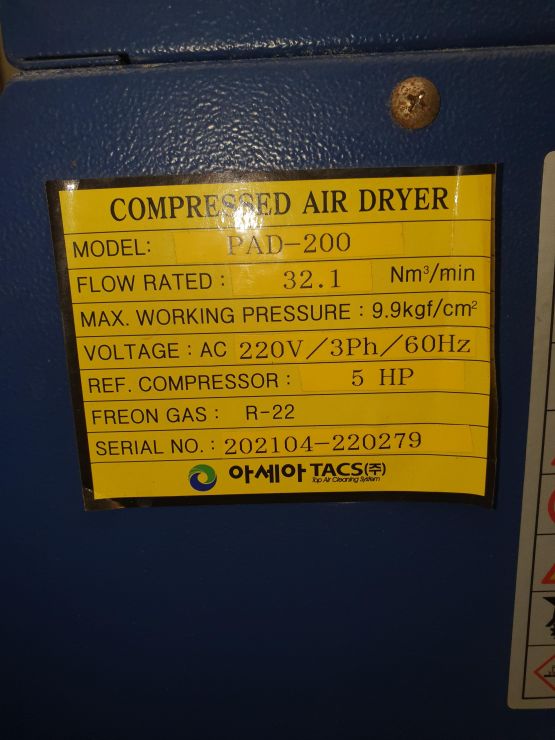 COMPRESSED AIR DRYER
MODEL: PAD-200
FLOW RATED : 32.1 Nm³/min
MAX. WORKING PRESSURE : 9.9kgf/cm²
VOLTAGE : AC 220V/3Ph/60Hz
REF. COMPRESSOR : 5 HP
FREON GAS : R-22
SERIAL NO. : 202104-220279
아세아 TACS(주)
Top Air Cleaning System